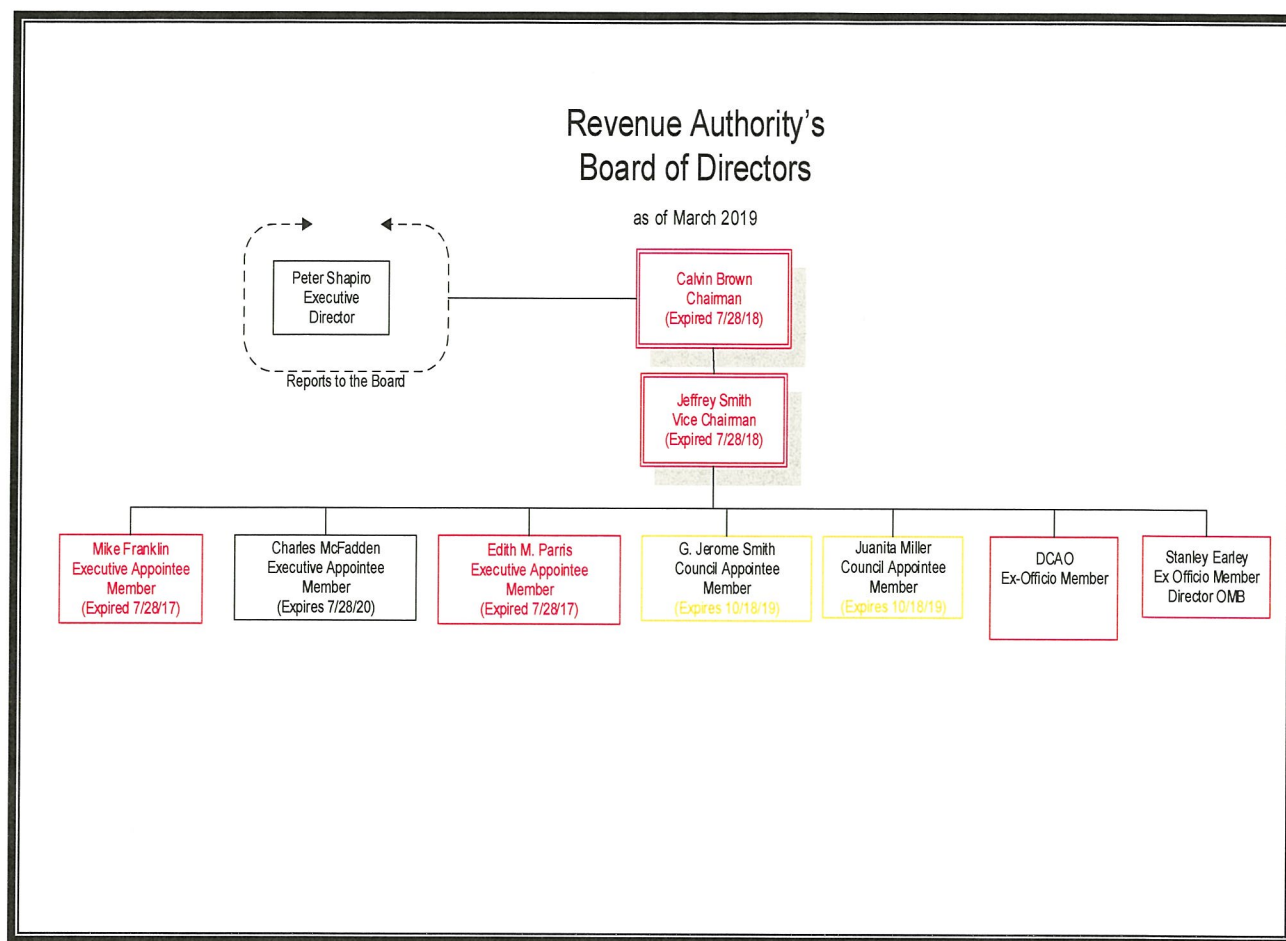 Revenue Authority's
Board of Directors
as of March 2019
Peter Shapiro
Executive
Director
Reports to the Board
Calvin Brown
Chairman
(Expired 7/28/18)
Jeffrey Smith
Vice Chairman
(Expired 7/28/18)
Mike Franklin
Executive Appointee
Member
(Expired 7/28/17)
Charles McFadden
Executive Appointee
Member
(Expires 7/28/20)
Edith M. Parris
Executive Appointee
Member
(Expired 7/28/17)
G. Jerome Smith
Council Appointee
Member
(Expires 10/18/19)
Juanita Miller
Council Appointee
Member
(Expires 10/18/19)
DCAO
Ex-Officio Member
Stanley Earley
Ex Officio Member
Director OMB